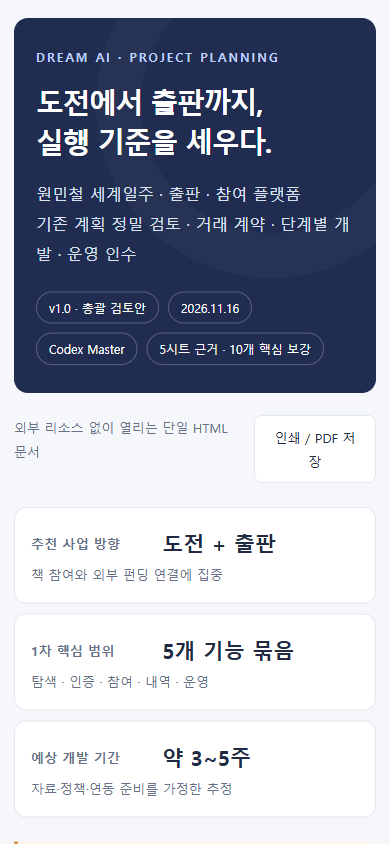 DREAM AI · PROJECT PLANNING
도전에서 출판까지,
실행 기준을 세우다.
원민철 세계일주 · 출판 · 참여 플랫폼
기존 계획 정밀 검토 · 거래 계약 · 단계별 개
발 · 운영 인수
v1.0 · 총괄 검토안
2026.11.16
Codex Master
5시트 근거 · 10개 핵심 보강
외부 리소스 없이 열리는 단일 HTML
문서
인쇄 / PDF 저
장
추천 사업 방향
도전 + 출판
책 참여와 외부 펀딩 연결에 집중
1차 핵심 범위
5개 기능 묶음
탐색 · 인증 · 참여 · 내역 · 운영
예상 개발 기간
약 3~5주
자료·정책·연동 준비를 가정한 추정